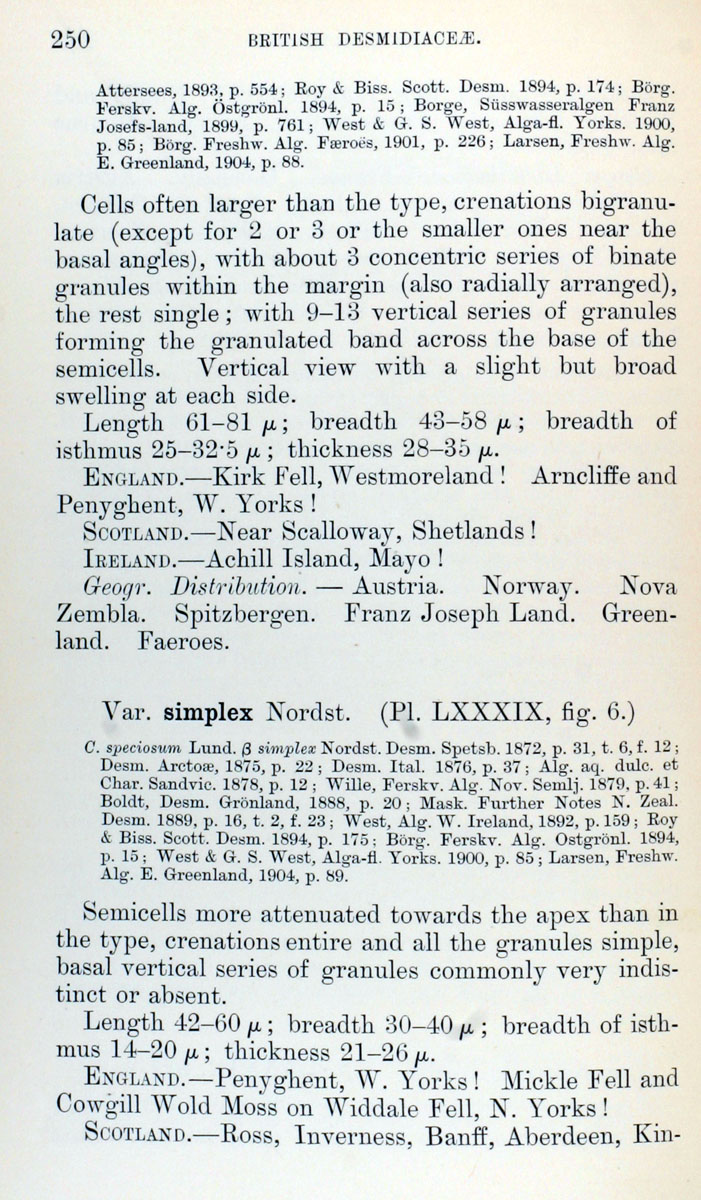 250 BRITISH DESMIDIACEÆ.
Attersees, 1893, p. 554; Roy & Biss. Scott. Desm. 1894, p. 174; Börg.
Ferskv. Alg. Östgrönl. 1894, p. 15; Borge, Süsswasseralgen Franz
Josefs-land, 1899, p. 761; West & G. S. West, Alga-fl. Yorks. 1900,
p. 85; Börg. Freshw. Alg. Færoës, 1901, p. 226; Larsen, Freshw. Alg.
E. Greenland, 1904, p. 88.
Cells often larger than the type, crenations bigranu-
late (except for 2 or 3 or the smaller ones near the
basal angles), with about 3 concentric series of binate
granules within the margin (also radially arranged),
the rest single; with 9–13 vertical series of granules
forming the granulated band across the base of the
semicells. Vertical view with a slight but broad
swelling at each side.
Length 61–81 μ; breadth 43–58 μ; breadth of
isthmus 25–32·5 μ; thickness 28–35 μ.
ENGLAND.—Kirk Fell, Westmoreland! Arncliffe and
Penyghent, W. Yorks!
SCOTLAND.—Near Scalloway, Shetlands!
IRELAND.—Achill Island, Mayo!
Geogr. Distribution. — Austria. Norway. Nova
Zembla. Spitzbergen. Franz Joseph Land. Green-
land. Faeroes.
Var. simplex Nordst. (Pl. LXXXIX, fig. 6.)
C. speciosum Lund. β simplex Nordst. Desm. Spetsb. 1872, p. 31, t. 6, f. 12;
Desm. Arctoæ, 1875, p. 22; Desm. Ital. 1876, p. 37; Alg. aq. dulc. et
Char. Sandvic. 1878, p. 12; Wille, Ferskv. Alg. Nov. Semlj. 1879, p. 41;
Boldt, Desm. Grönland, 1888, p. 20; Mask. Further Notes N. Zeal.
Desm. 1889, p. 16, t. 2, f. 23; West, Alg. W. Ireland, 1892, p. 159; Roy
& Biss. Scott. Desm. 1894, p. 175; Börg. Ferskv. Alg. Ostgrönl. 1894,
p. 15; West & G. S. West, Alga-fl. Yorks. 1900, p. 85; Larsen, Freshw.
Alg. E. Greenland, 1904, p. 89.
Semicells more attenuated towards the apex than in
the type, crenations entire and all the granules simple,
basal vertical series of granules commonly very indis-
tinct or absent.
Length 42–60 μ; breadth 30–40 μ; breadth of isth-
mus 14–20 μ; thickness 21–26 μ.
ENGLAND.—Penyghent, W. Yorks! Mickle Fell and
Cowgill Wold Moss on Widdale Fell, N. Yorks!
SCOTLAND.—Ross, Inverness, Banff, Aberdeen, Kin-